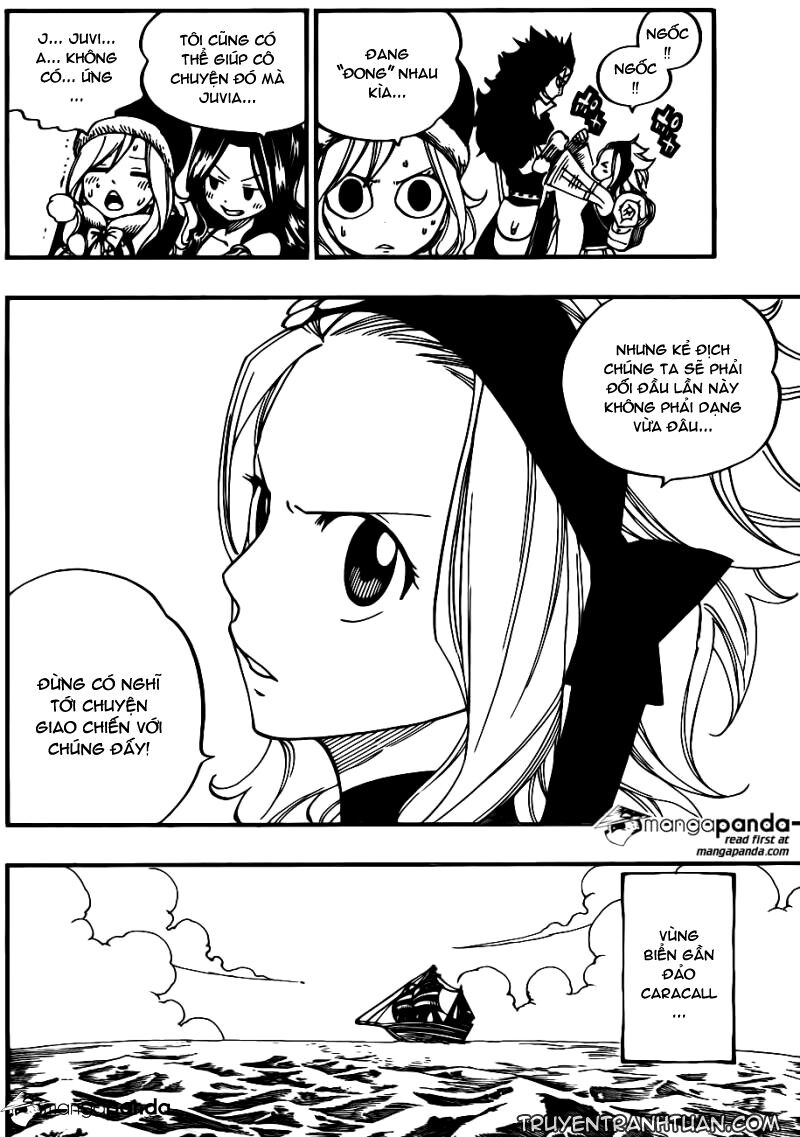 J... JUVI...
A... KHÔNG
CÓ... ỨNG
...
TÔI CŨNG CÓ
THỂ GIÚP CÔ
CHUYỆN ĐÓ MÀ
JUVIA...
ĐANG
"ĐONG" NHAU
KÌA...
NGỐC
!!
NGỐC
!!
NHƯNG KẺ ĐỊCH
CHÚNG TA SẼ PHẢI
ĐỐI ĐẦU LẦN NÀY
KHÔNG PHẢI DẠNG
VỪA ĐÂU...
ĐỪNG CÓ NGHĨ
TỚI CHUYỆN
GIAO CHIẾN VỚI
CHÚNG ĐẤY!
mangapanda
read first at
mangapanda.com
VÙNG
BIỂN GẦN
ĐẢO
CARACALL
...
mangapanda
TRUYENTRANHTUAN.COM